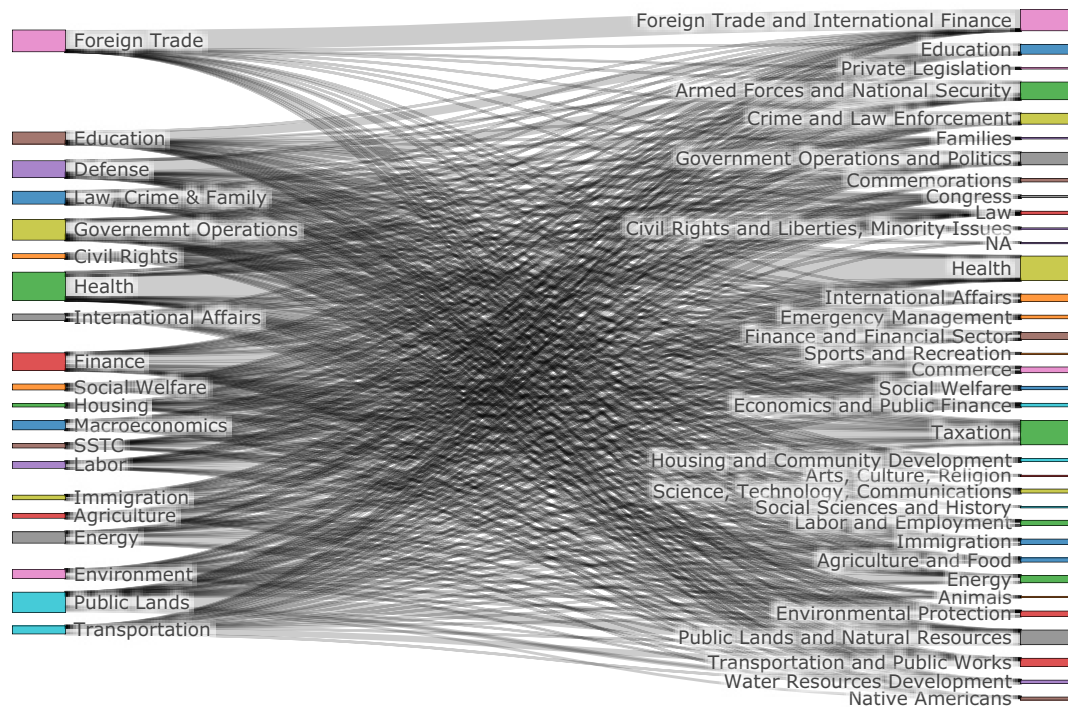 Foreign Trade
Education
Defense
Law, Crime & Family
Governemnt Operations
Civil Rights
Health
International Affairs
Finance
Social Welfare
Housing
Macroeconomics
SSTC
Labor
Immigration
Agriculture
Energy
Environment
Public Lands
Transportation
Foreign Trade and International Finance
Education
Private Legislation
Armed Forces and National Security
Crime and Law Enforcement
Families
Government Operations and Politics
Commemorations
Congress
Law
Civil Rights and Liberties, Minority Issues
NA
Health
International Affairs
Emergency Management
Finance and Financial Sector
Sports and Recreation
Commerce
Social Welfare
Economics and Public Finance
Taxation
Housing and Community Development
Arts, Culture, Religion
Science, Technology, Communications
Social Sciences and History
Labor and Employment
Immigration
Agriculture and Food
Energy
Animals
Environmental Protection
Public Lands and Natural Resources
Transportation and Public Works
Water Resources Development
Native Americans